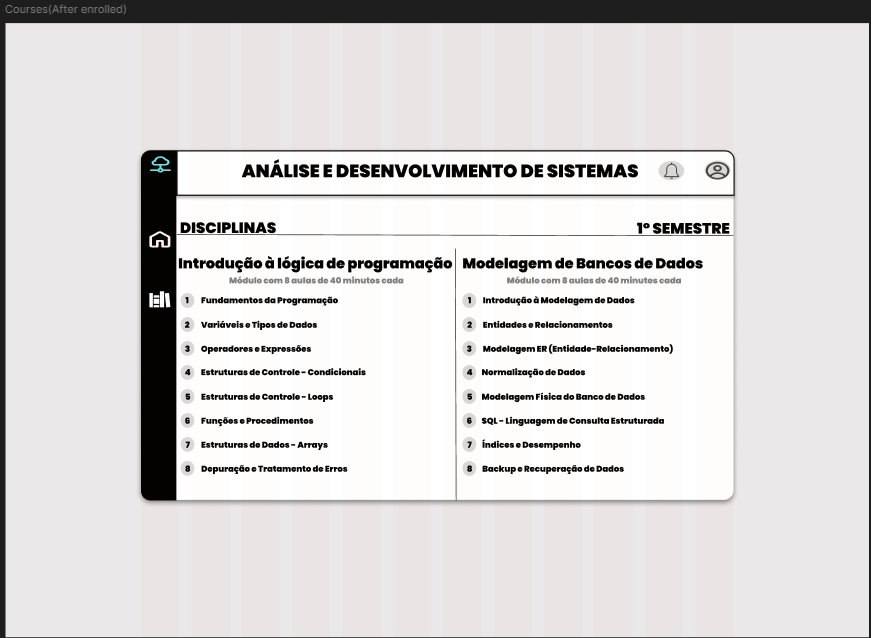 Courses(After enrolled)
ANÁLISE E DESENVOLVIMENTO DE SISTEMAS
DISCIPLINAS
1º SEMESTRE
Introdução à lógica de programação
Módulo com 8 aulas de 40 minutos cada
1 Fundamentos da Programação
2 Variáveis e Tipos de Dados
3 Operadores e Expressões
4 Estruturas de Controle - Condicionais
5 Estruturas de Controle - Loops
6 Funções e Procedimentos
7 Estruturas de Dados - Arrays
8 Depuração e Tratamento de Erros
Modelagem de Bancos de Dados
Módulo com 8 aulas de 40 minutos cada
1 Introdução à Modelagem de Dados
2 Entidades e Relacionamentos
3 Modelagem ER (Entidade-Relacionamento)
4 Normalização de Dados
5 Modelagem Física do Banco de Dados
6 SQL - Linguagem de Consulta Estruturada
7 Índices e Desempenho
8 Backup e Recuperação de Dados